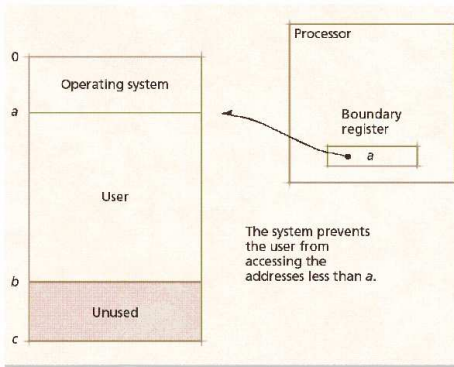 Processor
0
Operating system
a
Boundary
register
a
User
The system prevents
the user from
accessing the
addresses less than a.
b
Unused
c